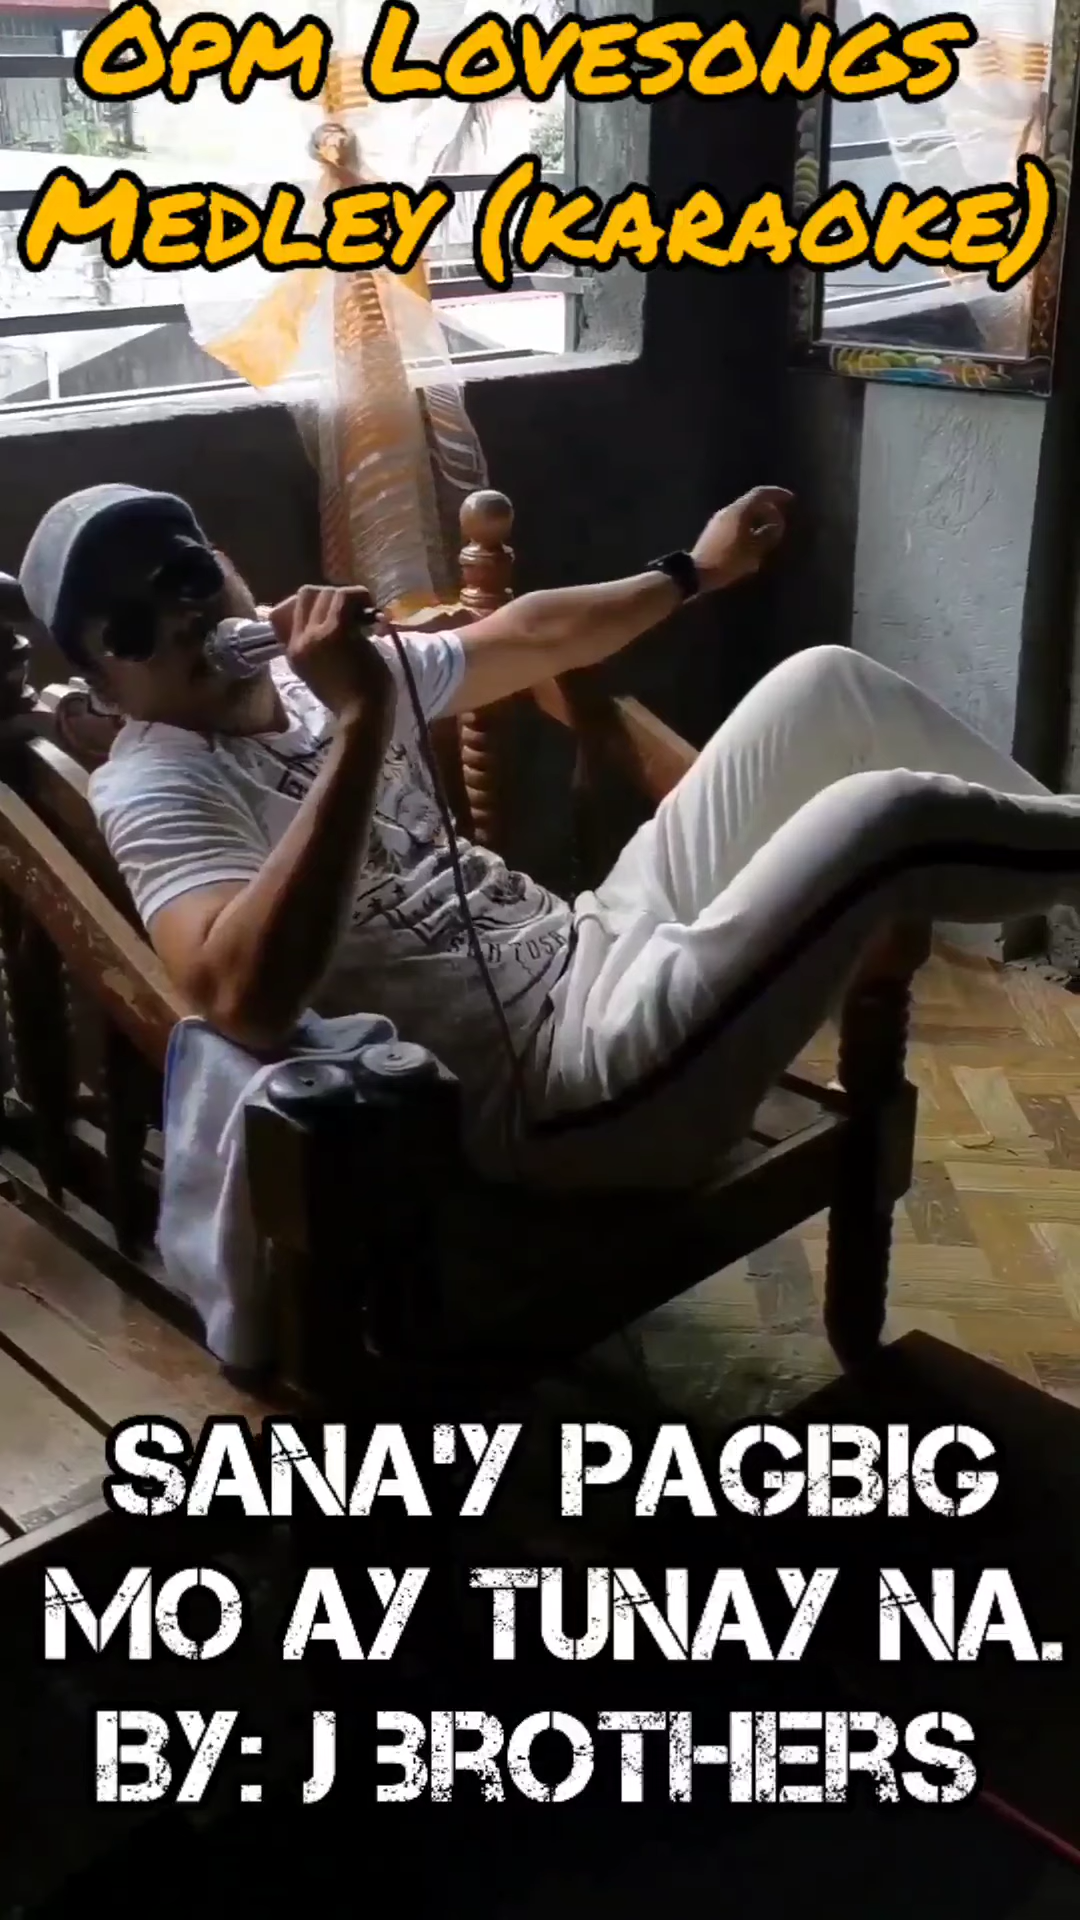 Opm Lovesongs
Medley (karaoke)
SANA'Y PAGBIG
MO AY TUNAY NA.
BY: J BROTHERS